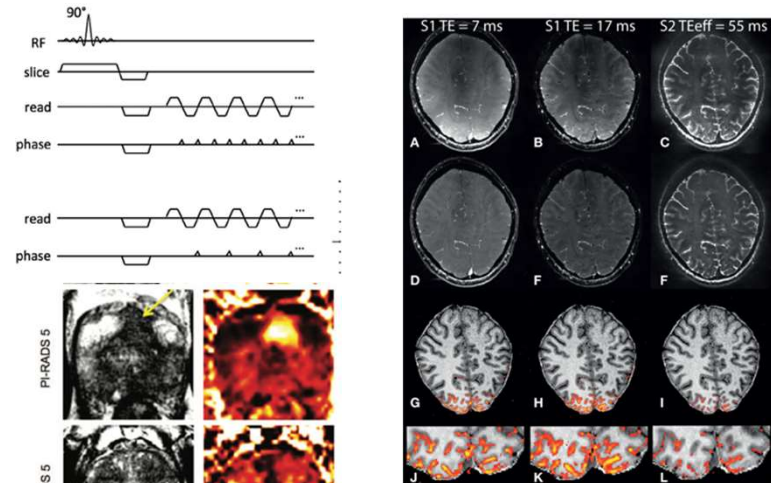 90°
RF
slice
read
...
phase
...
read
...
phase
...
PI-RADS 5
S 5
S1 TE = 7 ms
S1 TE = 17 ms
S2 TEeff = 55 ms
A
B
C
D
F
F
G
H
I
J
K
L